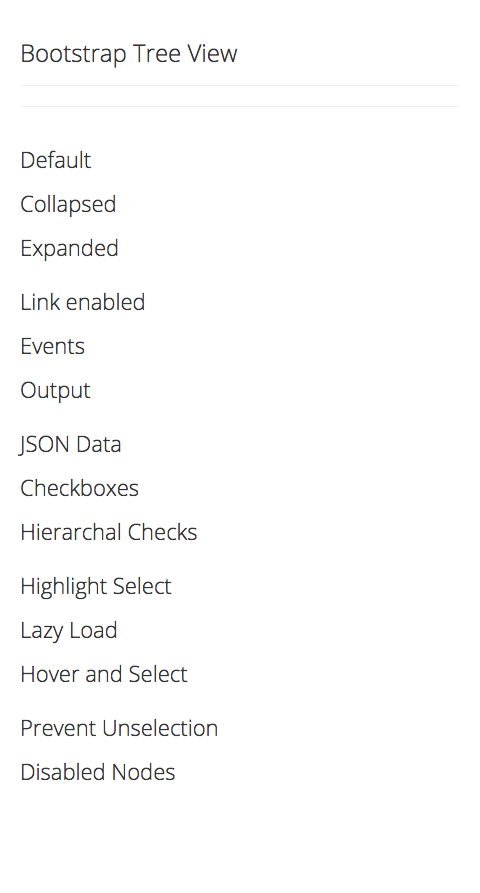 Bootstrap Tree View
Default
Collapsed
Expanded
Link enabled
Events
Output
JSON Data
Checkboxes
Hierarchal Checks
Highlight Select
Lazy Load
Hover and Select
Prevent Unselection
Disabled Nodes